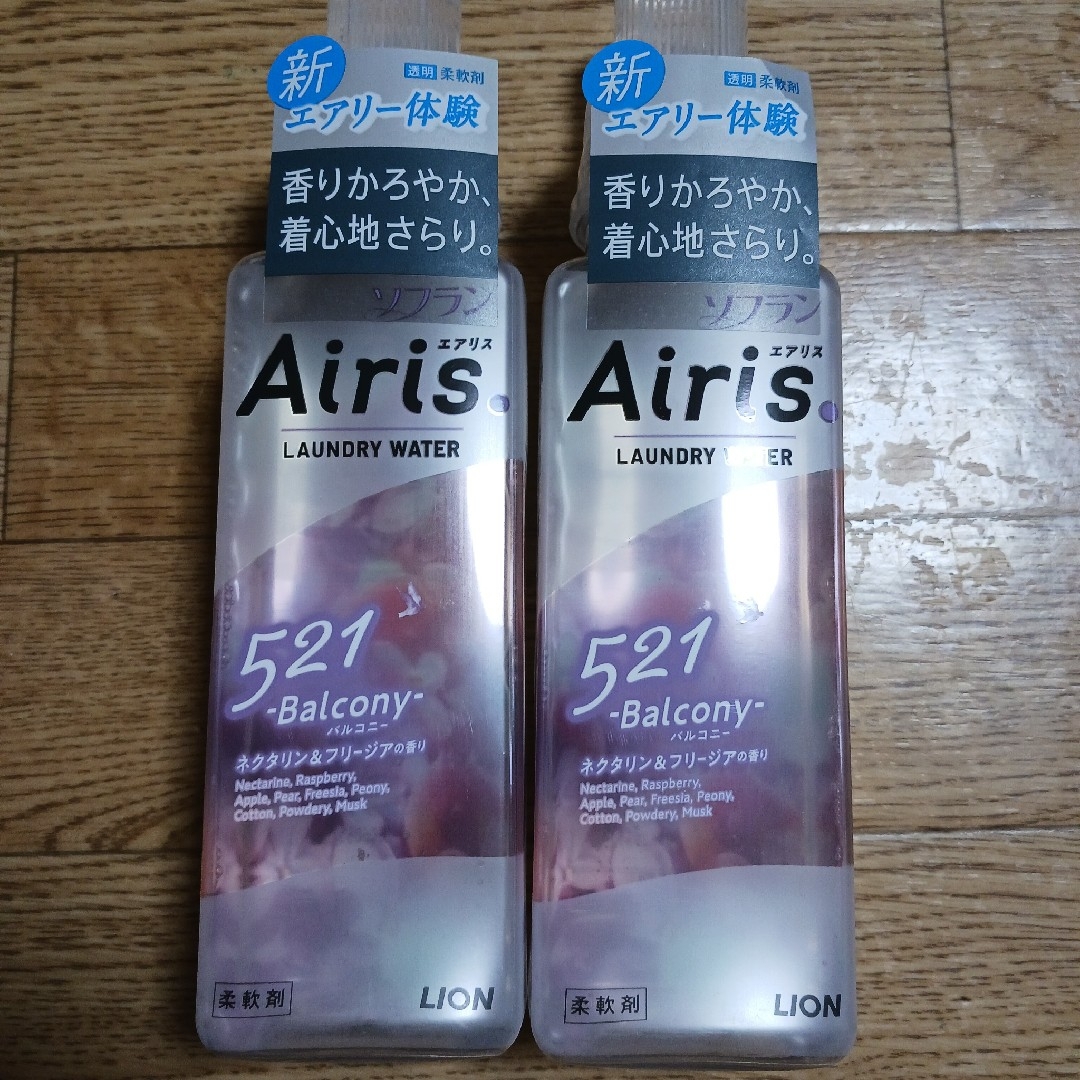 新
透明 柔軟剤
エアリー体験
香りかろやか、
着心地さらり。
ソフラン
エアリス
Airis.
LAUNDRY WATER
521
-Balcony-
バルコニー
ネクタリン&フリージアの香り
Nectarine, Raspberry,
Apple, Pear, Freesia, Peony,
Cotton, Powdery, Musk
柔軟剤
LION
新
透明 柔軟剤
エアリー体験
香りかろやか、
着心地さらり。
ソフラン
エアリス
Airis.
LAUNDRY WATER
521
-Balcony-
バルコニー
ネクタリン&フリージアの香り
Nectarine, Raspberry,
Apple, Pear, Freesia, Peony,
Cotton, Powdery, Musk
柔軟剤
LION